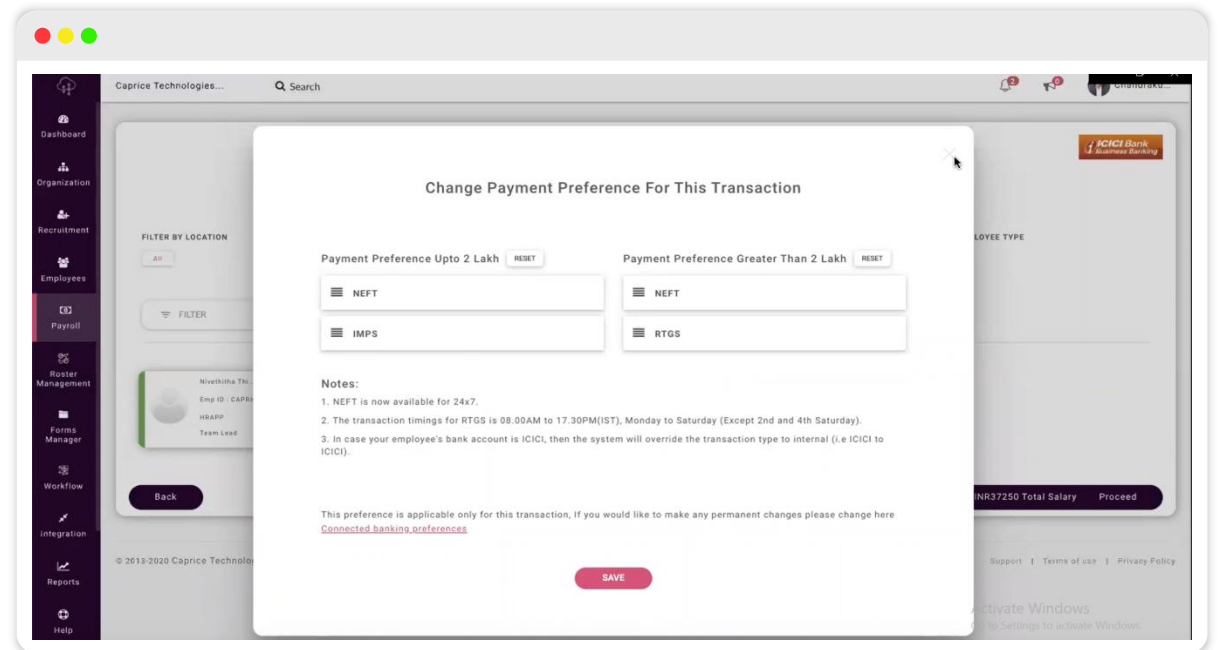 Caprice Technologies...
Search
2
0
Chandraku...
Dashboard
Organization
Recruitment
Employees
Payroll
Roster
Management
Forms
Manager
Workflow
integration
Reports
Help
ICICI Bank
Business Banking
FILTER BY LOCATION
All
LOYEE TYPE
FILTER
Nivethitha Thi..
Emp ID : CAPRI
HRAPP
Team Lead
Back
INR37250 Total Salary Proceed
Change Payment Preference For This Transaction
Payment Preference Upto 2 Lakh RESET
NEFT
IMPS
Payment Preference Greater Than 2 Lakh RESET
NEFT
RTGS
Notes:
1. NEFT is now available for 24x7.
2. The transaction timings for RTGS is 08.00AM to 17.30PM(IST), Monday to Saturday (Except 2nd and 4th Saturday).
3. In case your employee's bank account is ICICI, then the system will override the transaction type to internal (i.e ICICI to
ICICI).
This preference is applicable only for this transaction, If you would like to make any permanent changes please change here
Connected banking preferences
SAVE
© 2013-2020 Caprice Technolo
Support | Terms of use | Privacy Policy
Activate Windows
Go to Settings to activate Windows.